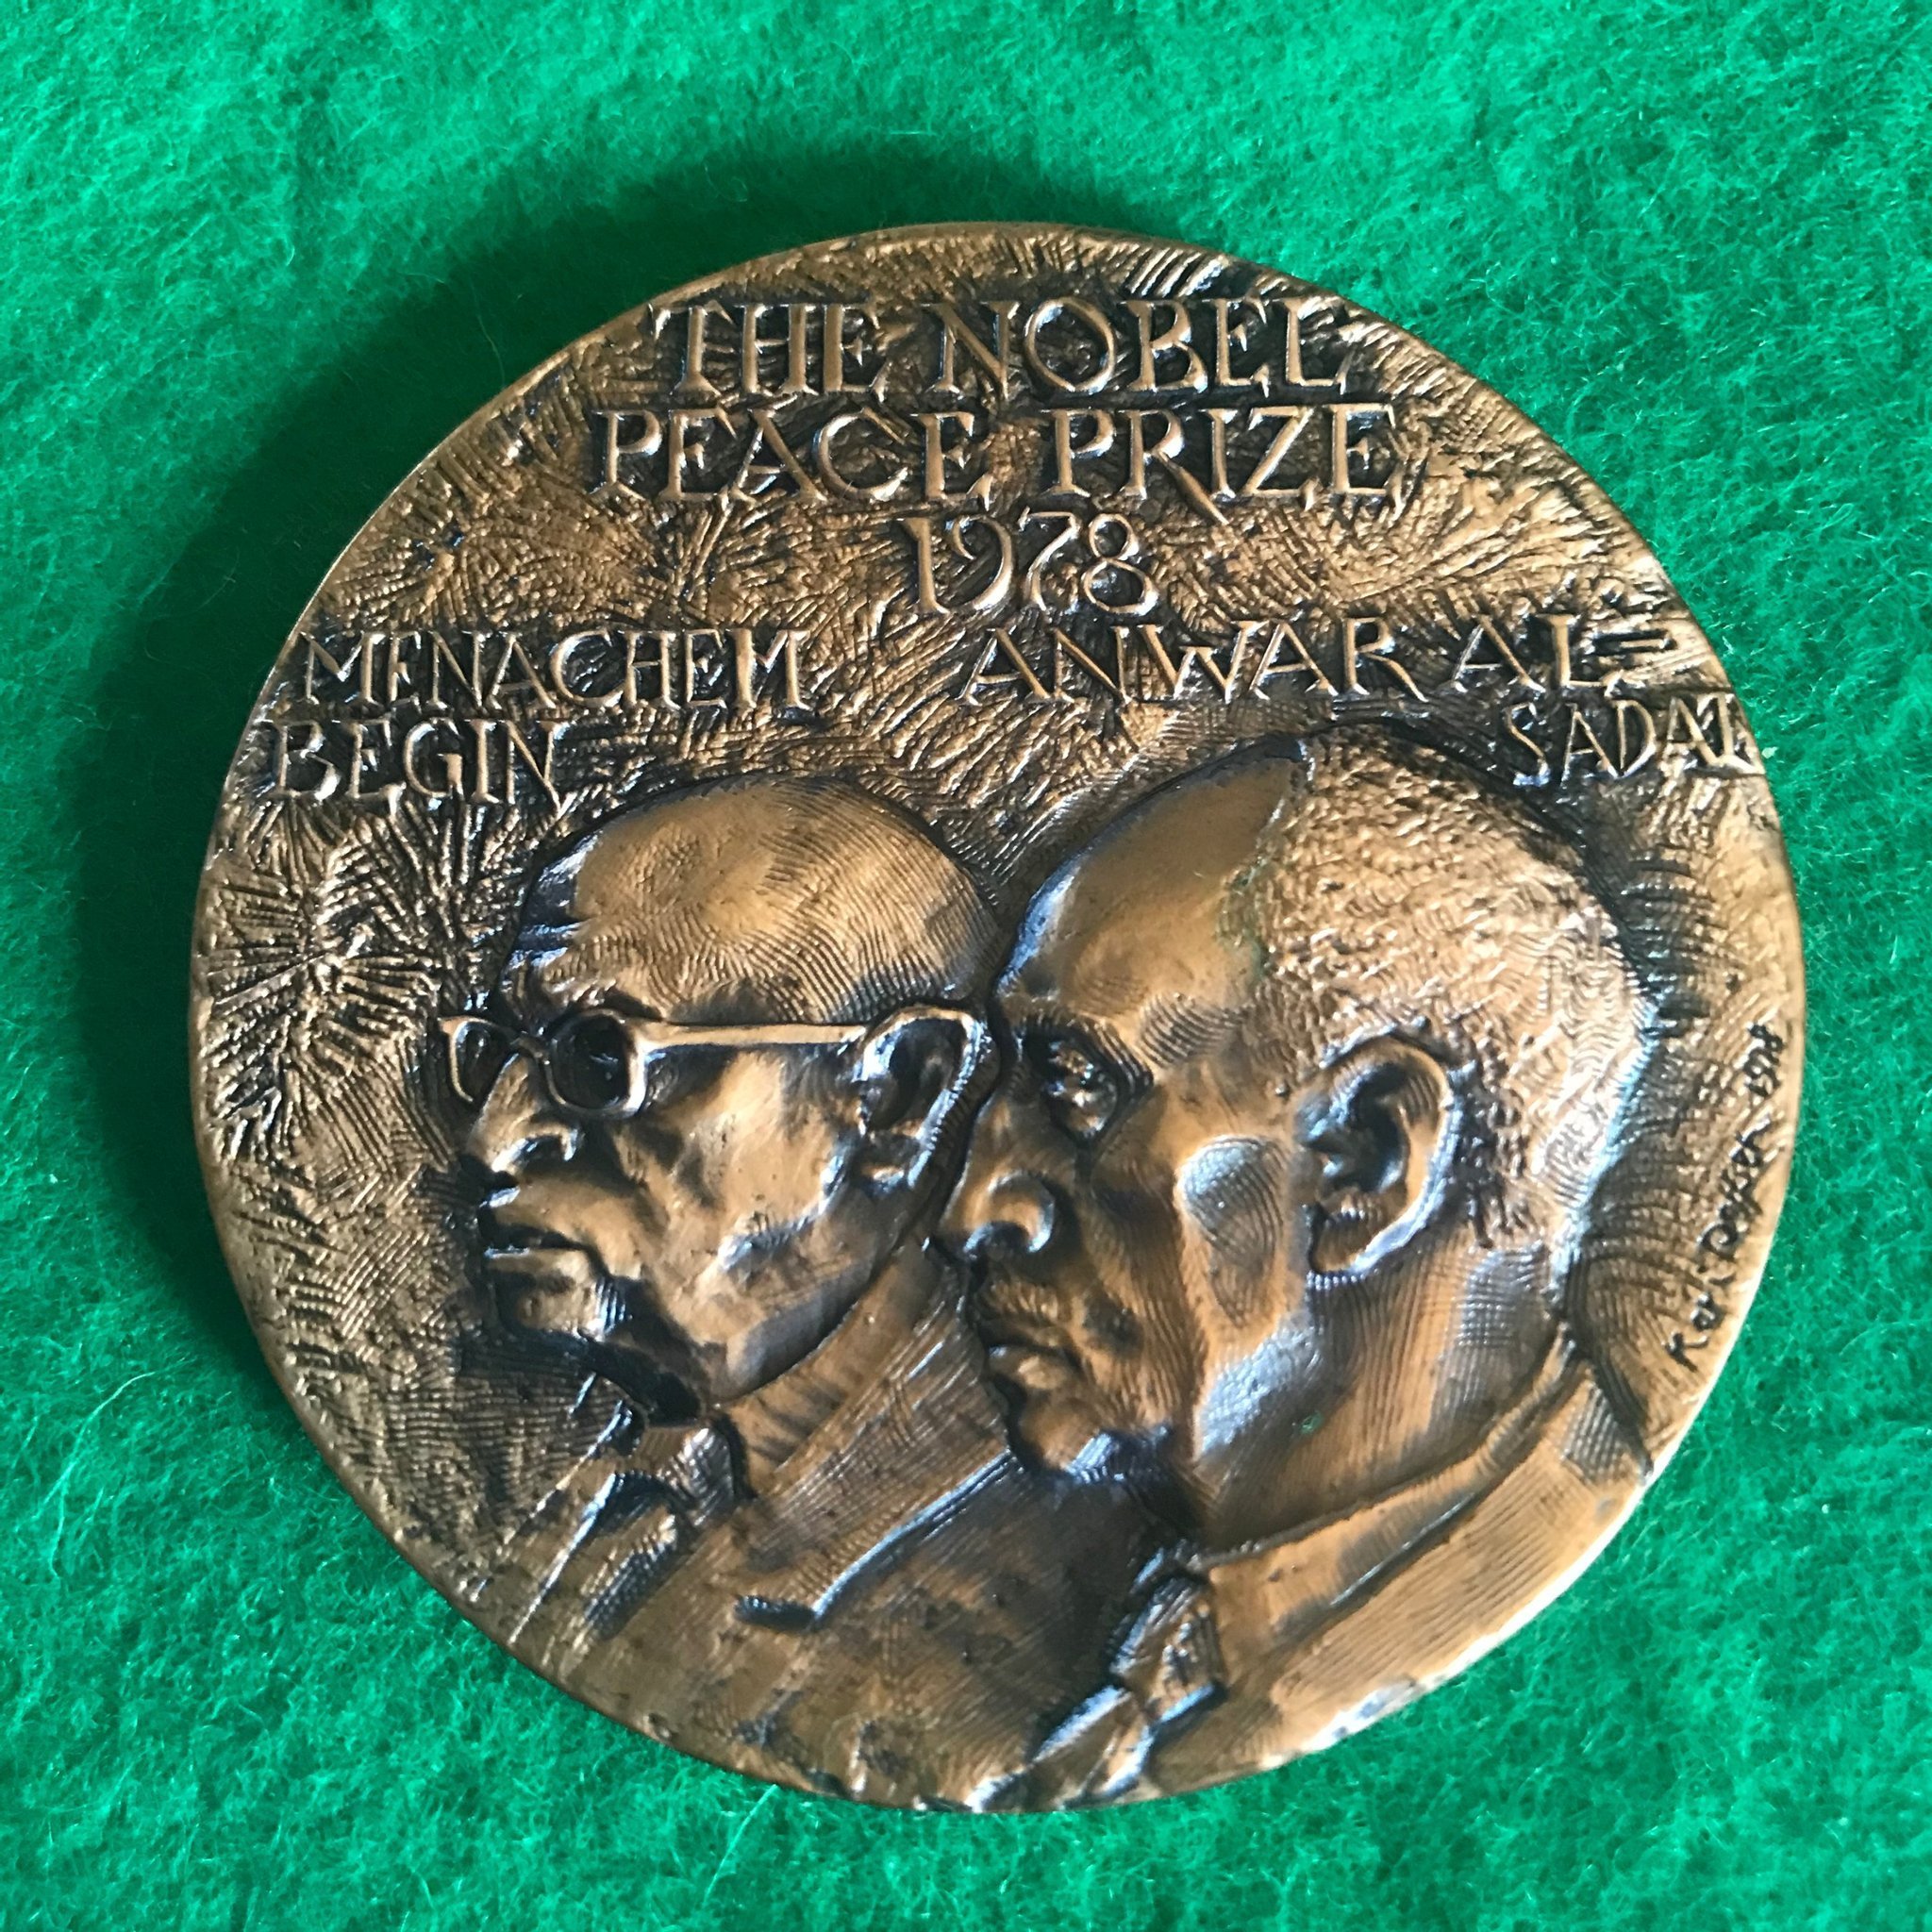 THE NOBEL
PEACE PRIZE
1978
MENACHEM
BEGIN
ANWAR AL-
SADAT